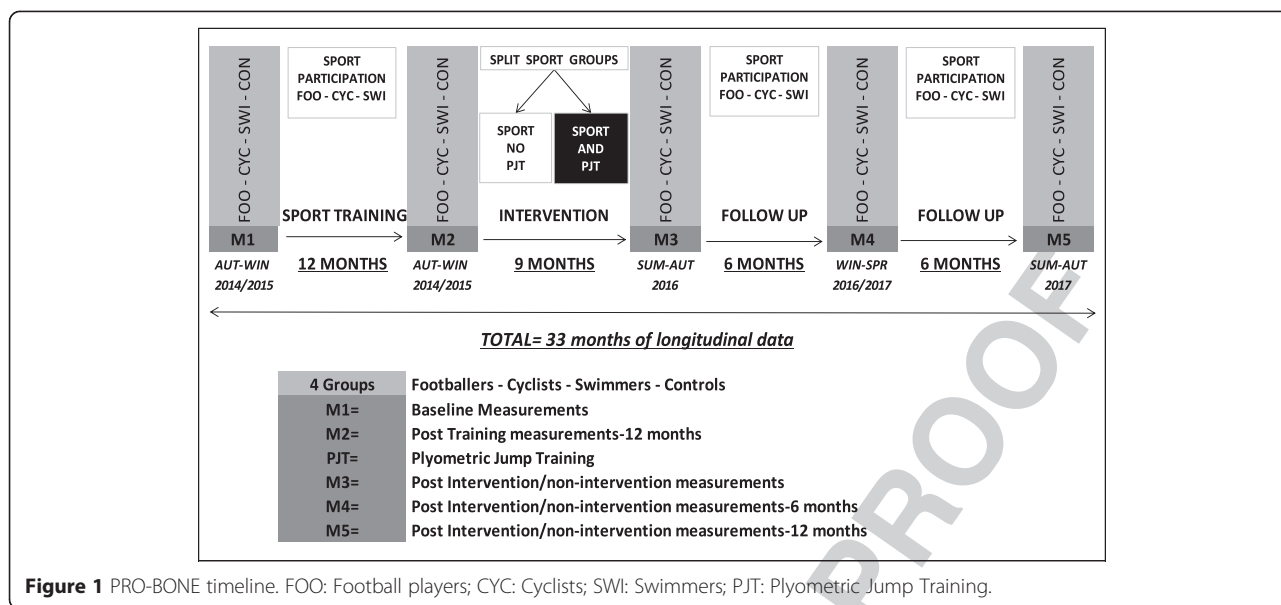 SPORT
PARTICIPATION
FOO - CYC - SWI
SPLIT SPORT GROUPS
SPORT
NO
PJT
SPORT
AND
PJT
SPORT
PARTICIPATION
FOO - CYC - SWI
SPORT
PARTICIPATION
FOO - CYC - SWI
FOO - CYC - SWI - CON
FOO - CYC - SWI - CON
FOO - CYC - SWI - CON
FOO - CYC - SWI - CON
FOO - CYC - SWI - CON
SPORT TRAINING
INTERVENTION
FOLLOW UP
FOLLOW UP
M1
M2
M3
M4
M5
AUT-WIN
2014/2015
12 MONTHS
AUT-WIN
2014/2015
9 MONTHS
SUM-AUT
2016
6 MONTHS
WIN-SPR
2016/2017
6 MONTHS
SUM-AUT
2017
TOTAL= 33 months of longitudinal data
4 Groups Footballers - Cyclists - Swimmers - Controls
M1= Baseline Measurements
M2= Post Training measurements-12 months
PJT= Plyometric Jump Training
M3= Post Intervention/non-intervention measurements
M4= Post Intervention/non-intervention measurements-6 months
M5= Post Intervention/non-intervention measurements-12 months
PROOF
Figure 1 PRO-BONE timeline. FOO: Football players; CYC: Cyclists; SWI: Swimmers; PJT: Plyometric Jump Training.